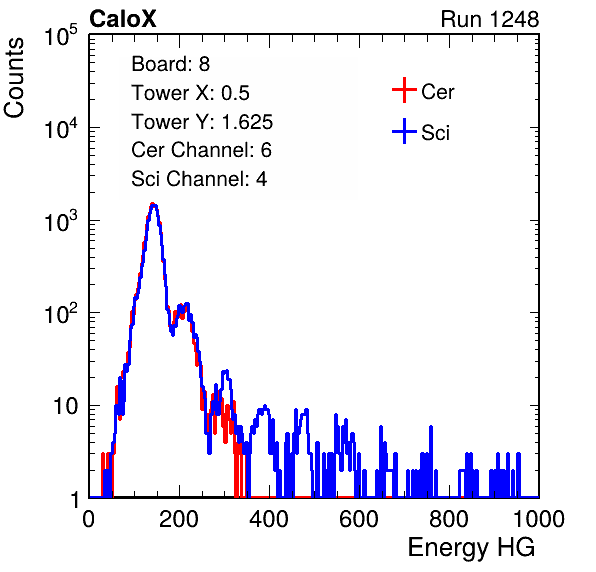 CaloX Run 1248
Counts
10^5
10^4
10^3
10^2
10
1
Board: 8
Tower X: 0.5
Tower Y: 1.625
Cer Channel: 6
Sci Channel: 4
Cer
Sci
0 200 400 600 800 1000
Energy HG